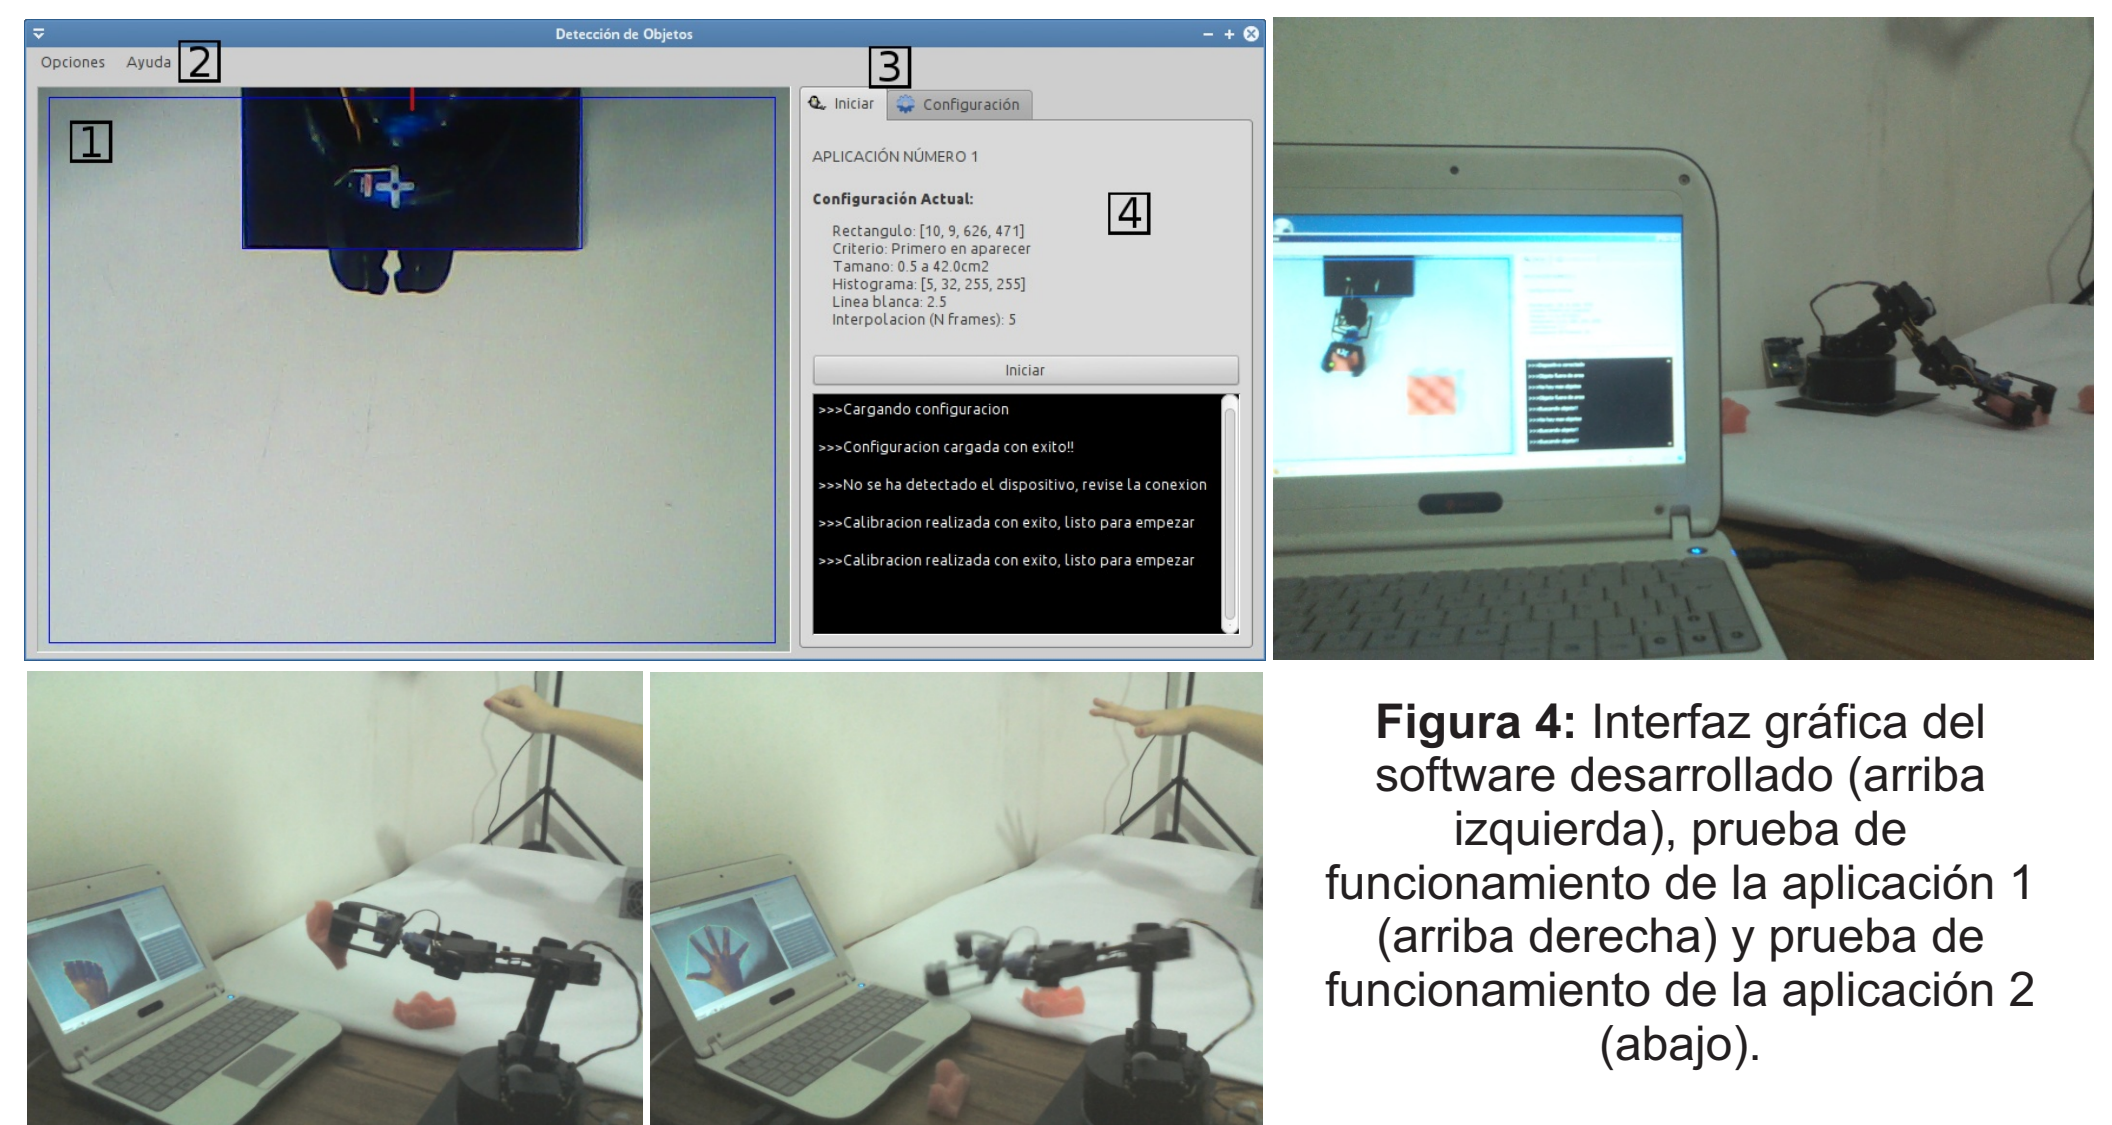 Detección de Objetos
Opciones Ayuda 2
3
1
Iniciar Configuración
APLICACIÓN NÚMERO 1
Configuración Actual:
4
Rectangulo: [10, 9, 626, 471]
Criterio: Primero en aparecer
Tamano: 0.5 a 42.0cm2
Histograma: [5, 32, 255, 255]
Linea blanca: 2.5
Interpolacion (N frames): 5
Iniciar
>>>Cargando configuracion
>>>Configuracion cargada con exito!!
>>>No se ha detectado el dispositivo, revise la conexion
>>>Calibracion realizada con exito, listo para empezar
>>>Calibracion realizada con exito, listo para empezar
Figura 4: Interfaz gráfica del
software desarrollado (arriba
izquierda), prueba de
funcionamiento de la aplicación 1
(arriba derecha) y prueba de
funcionamiento de la aplicación 2
(abajo).